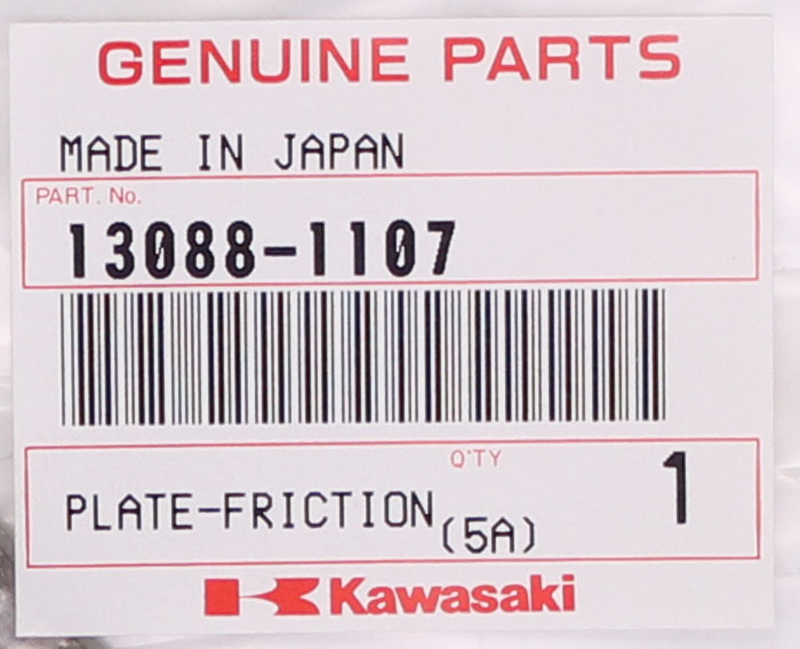 GENUINE PARTS
MADE IN JAPAN
PART. No.
13088-1107
Q'TY
PLATE-FRICTION (5A) 1
Kawasaki